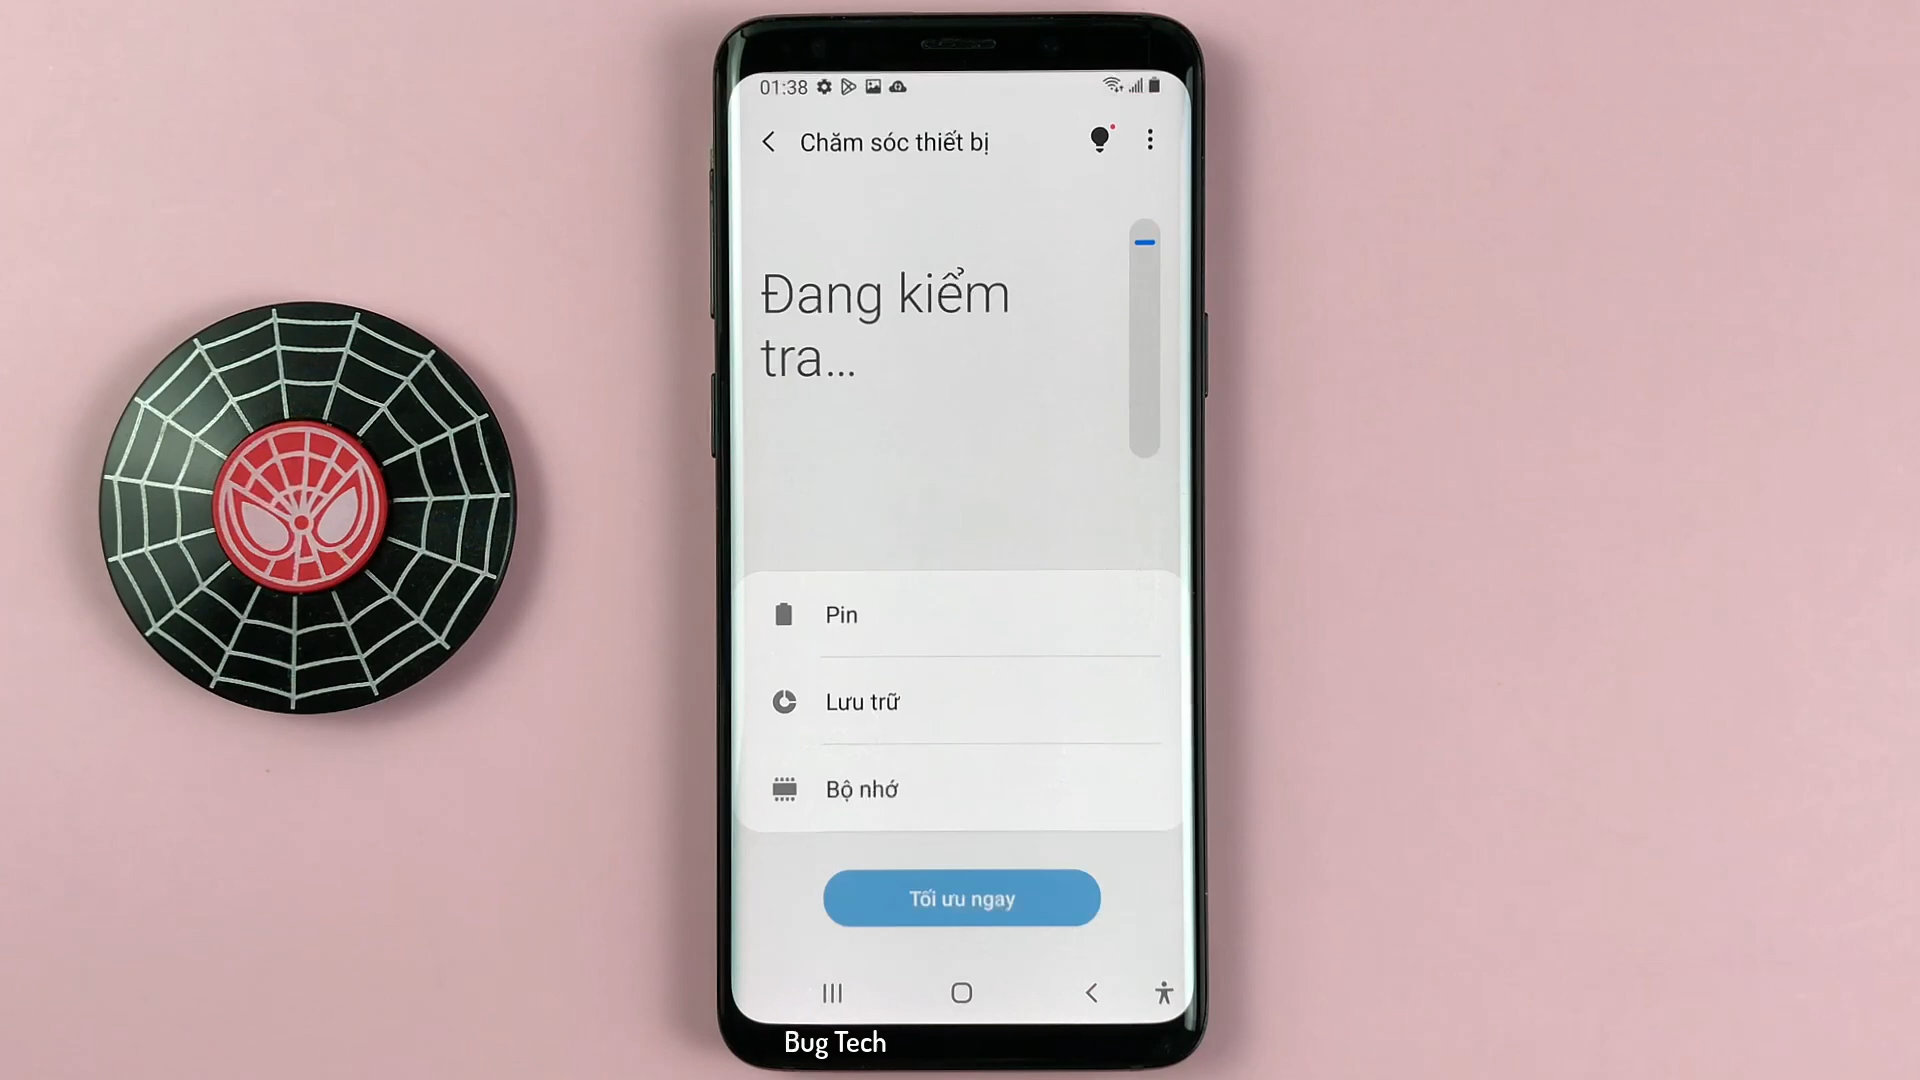 01:38
Chăm sóc thiết bị
Đang kiểm
tra...
Pin
Lưu trữ
Bộ nhớ
Tối ưu ngay
Bug Tech